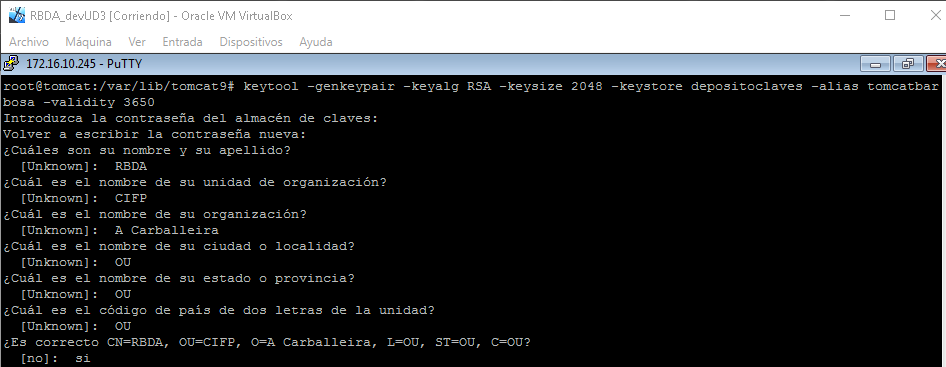 RBDA_devUD3 [Corriendo] - Oracle VM VirtualBox
Archivo Máquina Ver Entrada Dispositivos Ayuda
172.16.10.245 - PuTTY
root@tomcat:/var/lib/tomcat9# keytool -genkeypair -keyalg RSA -keysize 2048 -keystore depositoclaves -alias tomcatbar
bosa -validity 3650
Introduzca la contraseña del almacén de claves:
Volver a escribir la contraseña nueva:
¿Cuáles son su nombre y su apellido?
[Unknown]: RBDA
¿Cuál es el nombre de su unidad de organización?
[Unknown]: CIFP
¿Cuál es el nombre de su organización?
[Unknown]: A Carballeira
¿Cuál es el nombre de su ciudad o localidad?
[Unknown]: OU
¿Cuál es el nombre de su estado o provincia?
[Unknown]: OU
¿Cuál es el código de país de dos letras de la unidad?
[Unknown]: OU
¿Es correcto CN=RBDA, OU=CIFP, O=A Carballeira, L=OU, ST=OU, C=OU?
[no]: si